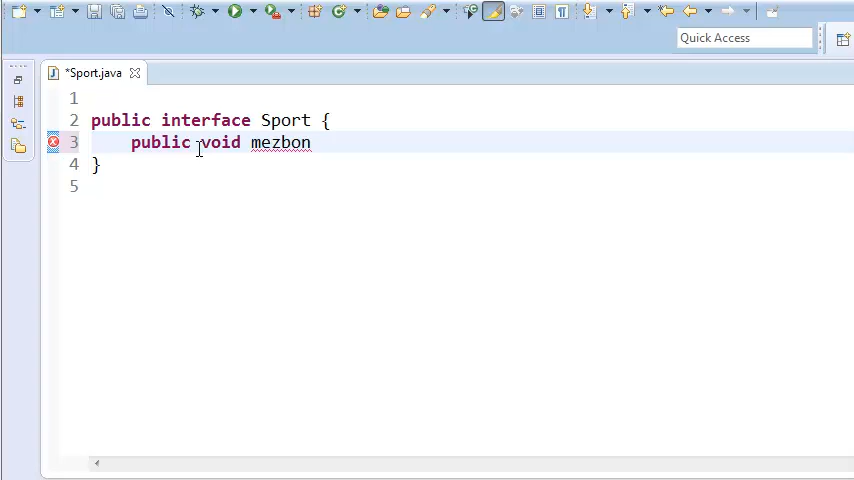 Quick Access
*Sport.java
1
2 public interface Sport {
3 public void mezbon
4 }
5